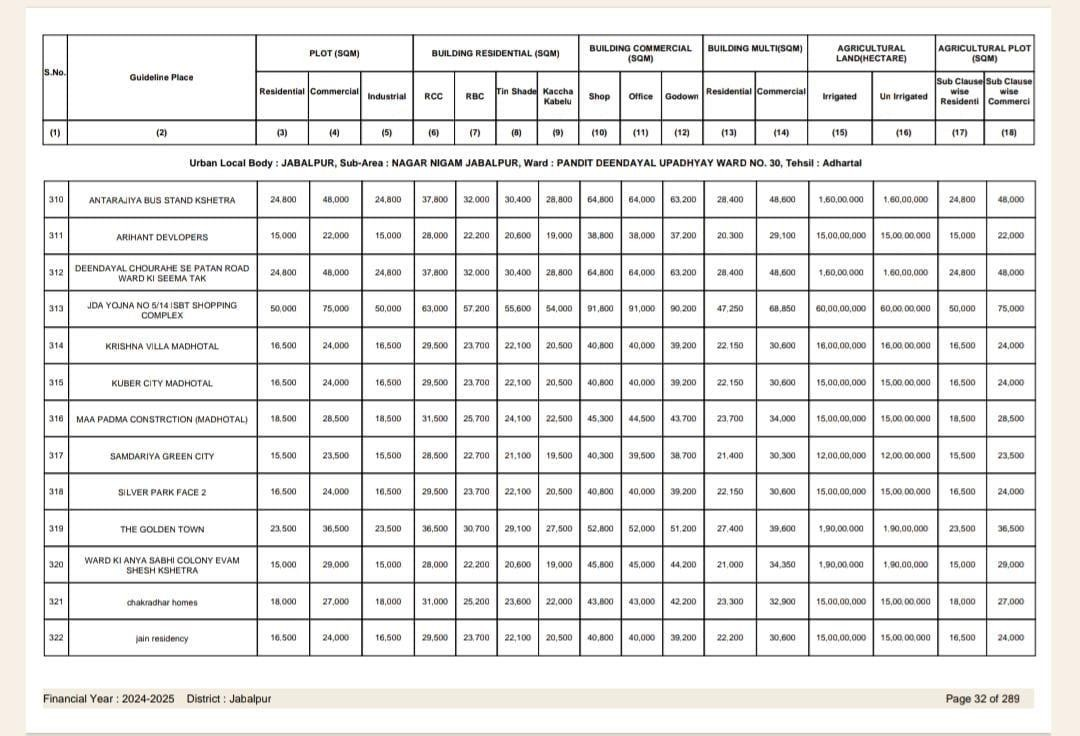 S.No. Guideline Place PLOT (SQM) BUILDING RESIDENTIAL (SQM) BUILDING COMMERCIAL (SQM) BUILDING MULTI(SQM) AGRICULTURAL LAND(HECTARE) AGRICULTURAL PLOT (SQM)
Residential Commercial Industrial RCC RBC Tin Shade Kaccha Kabelu Shop Office Godown Residential Commercial Irrigated Un Irrigated Sub Clause wise Residenti Sub Clause wise Commerci
(1) (2) (3) (4) (5) (6) (7) (8) (9) (10) (11) (12) (13) (14) (15) (16) (17) (18)
Urban Local Body : JABALPUR, Sub-Area : NAGAR NIGAM JABALPUR, Ward : PANDIT DEENDAYAL UPADHYAY WARD NO. 30, Tehsil : Adhartal
310 ANTARAJIYA BUS STAND KSHETRA 24,800 48,000 24,800 37,800 32,000 30,400 28,800 64,800 64,000 63,200 28,400 48,600 1,60,00,000 1,60,00,000 24,800 48,000
311 ARIHANT DEVLOPERS 15,000 22,000 15,000 28,000 22,200 20,600 19,000 38,800 38,000 37,200 20,300 29,100 15,00,00,000 15,00,00,000 15,000 22,000
312 DEENDAYAL CHOURAHE SE PATAN ROAD WARD KI SEEMA TAK 24,800 48,000 24,800 37,800 32,000 30,400 28,800 64,800 64,000 63,200 28,400 48,600 1,60,00,000 1,60,00,000 24,800 48,000
313 JDA YOJNA NO 5/14 ISBT SHOPPING COMPLEX 50,000 75,000 50,000 63,000 57,200 55,600 54,000 91,800 91,000 90,200 47,250 68,850 60,00,00,000 60,00,00,000 50,000 75,000
314 KRISHNA VILLA MADHOTAL 16,500 24,000 16,500 29,500 23,700 22,100 20,500 40,800 40,000 39,200 22,150 30,600 16,00,00,000 16,00,00,000 16,500 24,000
315 KUBER CITY MADHOTAL 16,500 24,000 16,500 29,500 23,700 22,100 20,500 40,800 40,000 39,200 22,150 30,600 15,00,00,000 15,00,00,000 16,500 24,000
316 MAA PADMA CONSTRCTION (MADHOTAL) 18,500 28,500 18,500 31,500 25,700 24,100 22,500 45,300 44,500 43,700 23,700 34,000 15,00,00,000 15,00,00,000 18,500 28,500
317 SAMDARIYA GREEN CITY 15,500 23,500 15,500 28,500 22,700 21,100 19,500 40,300 39,500 38,700 21,400 30,300 12,00,00,000 12,00,00,000 15,500 23,500
318 SILVER PARK FACE 2 16,500 24,000 16,500 29,500 23,700 22,100 20,500 40,800 40,000 39,200 22,150 30,600 15,00,00,000 15,00,00,000 16,500 24,000
319 THE GOLDEN TOWN 23,500 36,500 23,500 36,500 30,700 29,100 27,500 52,800 52,000 51,200 27,400 39,600 1,90,00,000 1,90,00,000 23,500 36,500
320 WARD KI ANYA SABHI COLONY EVAM SHESH KSHETRA 15,000 29,000 15,000 28,000 22,200 20,600 19,000 45,800 45,000 44,200 21,000 34,350 1,90,00,000 1,90,00,000 15,000 29,000
321 chakradhar homes 18,000 27,000 18,000 31,000 25,200 23,600 22,000 43,800 43,000 42,200 23,300 32,900 15,00,00,000 15,00,00,000 18,000 27,000
322 jain residency 16,500 24,000 16,500 29,500 23,700 22,100 20,500 40,800 40,000 39,200 22,200 30,600 15,00,00,000 15,00,00,000 16,500 24,000
Financial Year : 2024-2025 District : Jabalpur Page 32 of 289